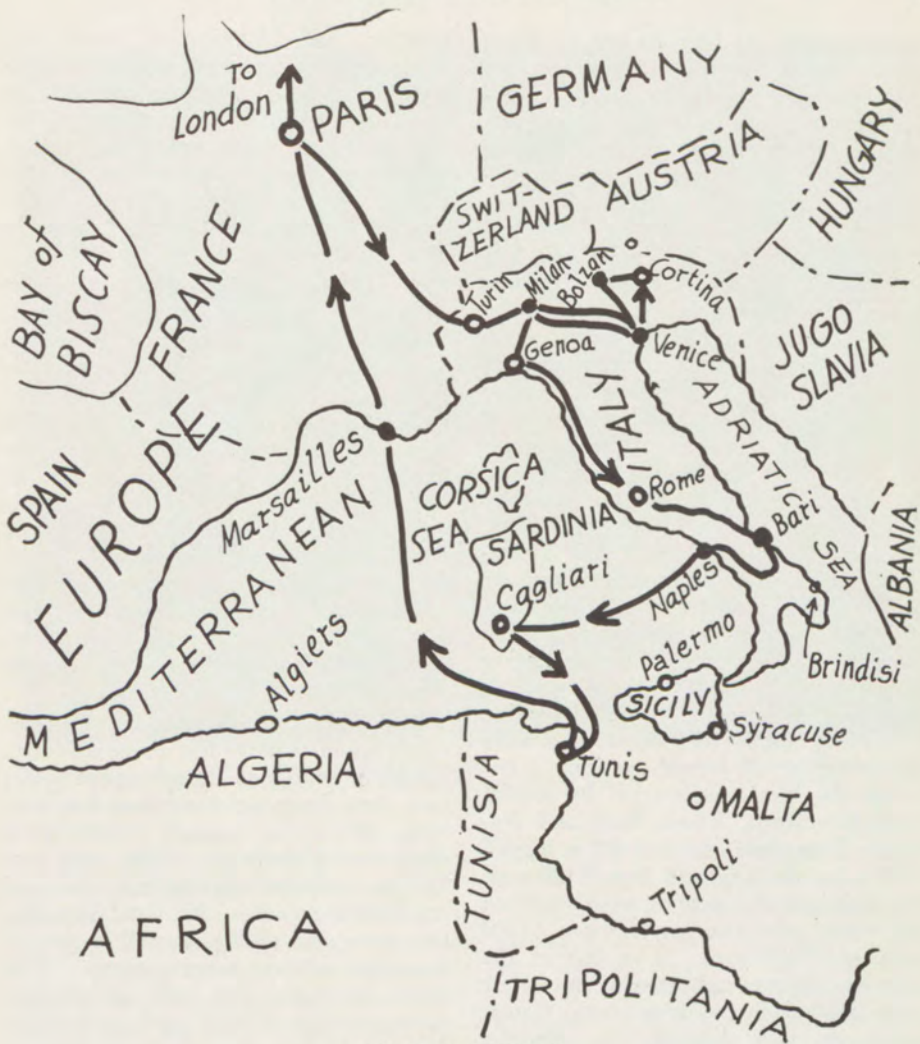 TO
London
PARIS
GERMANY
SWIT-
ZERLAND
AUSTRIA
HUNGARY
BAY of
BISCAY
FRANCE
Turin
Milan
Bolzan
Cortina
Genoa
Venice
JUGO
SLAVIA
ITALY
ADRIATIC
SEA
SPAIN
EUROPE
Marsailles
MEDITERRANEAN
SEA
CORSICA
SARDINIA
Cagliari
Rome
Bari
Naples
ALBANIA
Brindisi
Palermo
SICILY
Syracuse
Algiers
ALGERIA
TUNISIA
Tunis
MALTA
Tripoli
AFRICA
TRIPOLITANIA